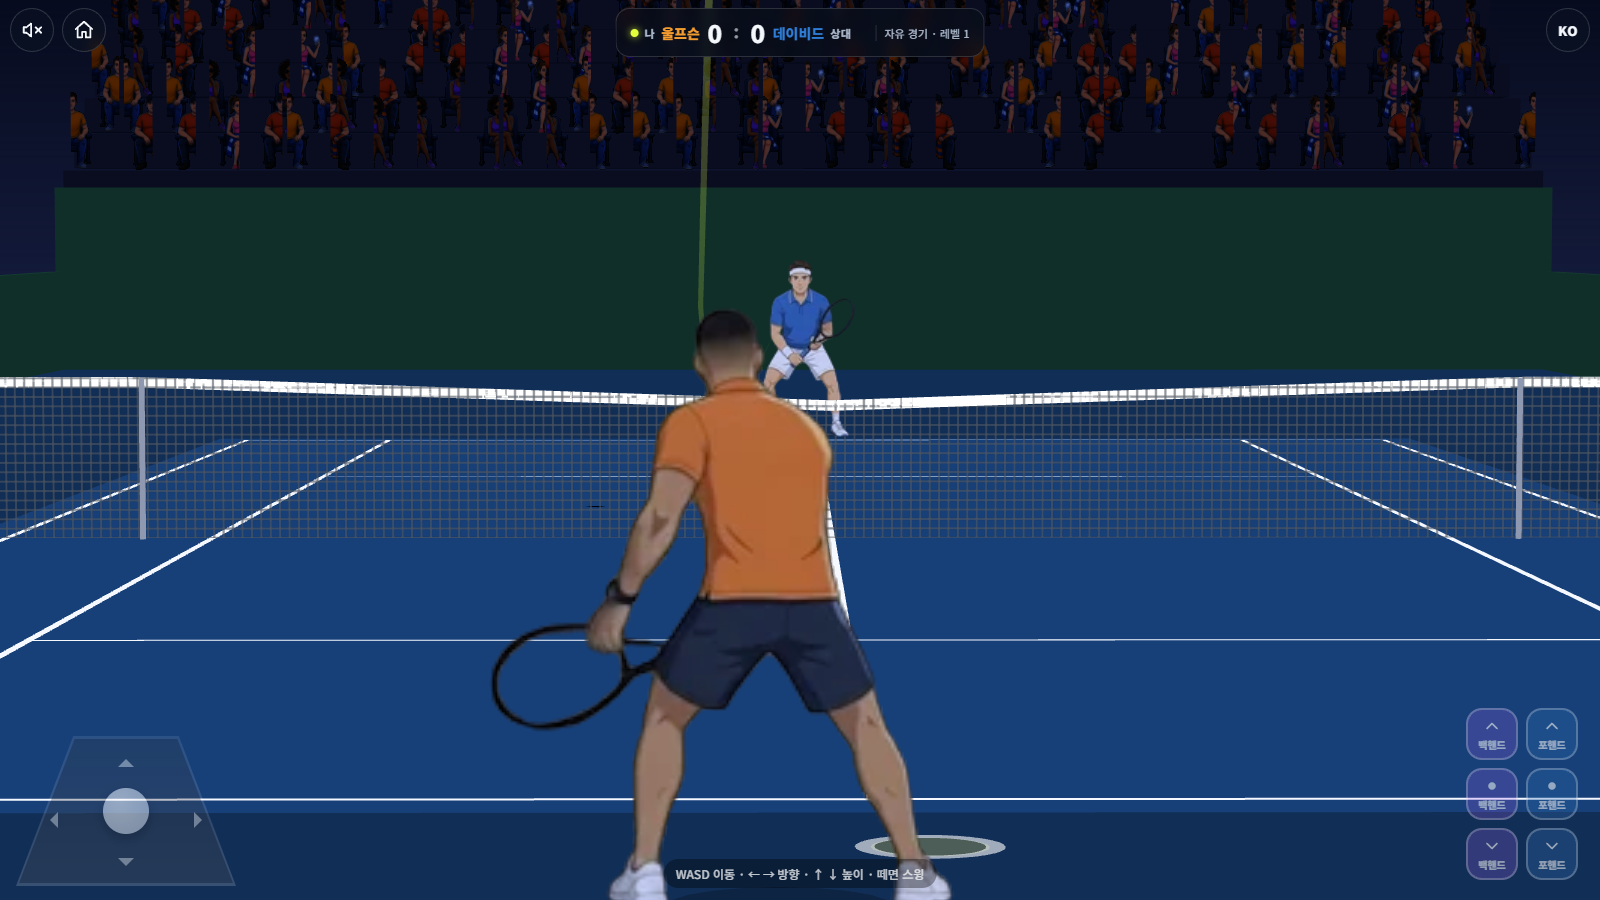 나 울프슨 0 : 0 데이비드 상대 자유 경기 · 레벨 1
KO
백핸드 포핸드
백핸드 포핸드
백핸드 포핸드
WASD 이동 · ← → 방향 · ↑ ↓ 높이 · 떼면 스윙